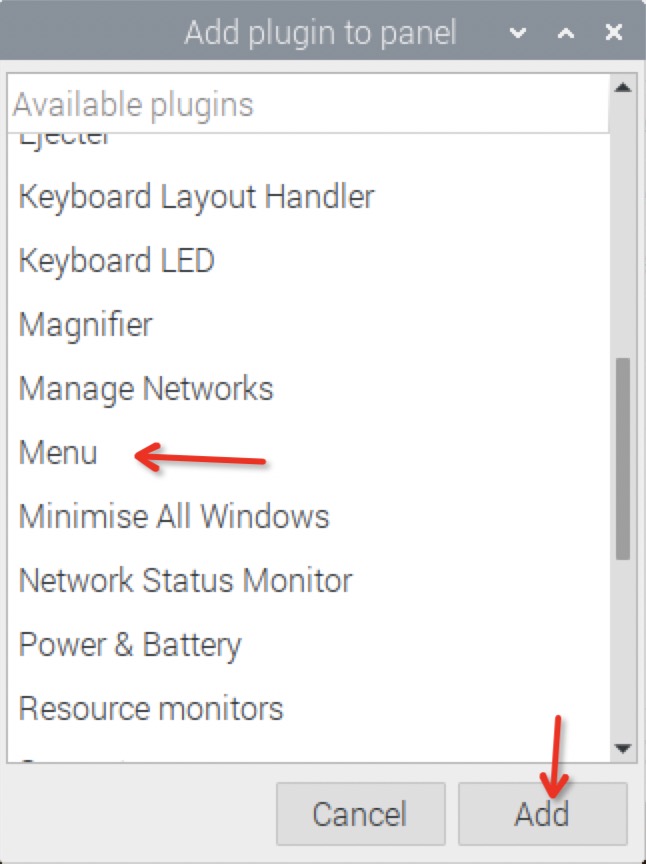 Add plugin to panel
Available plugins
Ejecter
Keyboard Layout Handler
Keyboard LED
Magnifier
Manage Networks
Menu
Minimise All Windows
Network Status Monitor
Power & Battery
Resource monitors
Cancel
Add